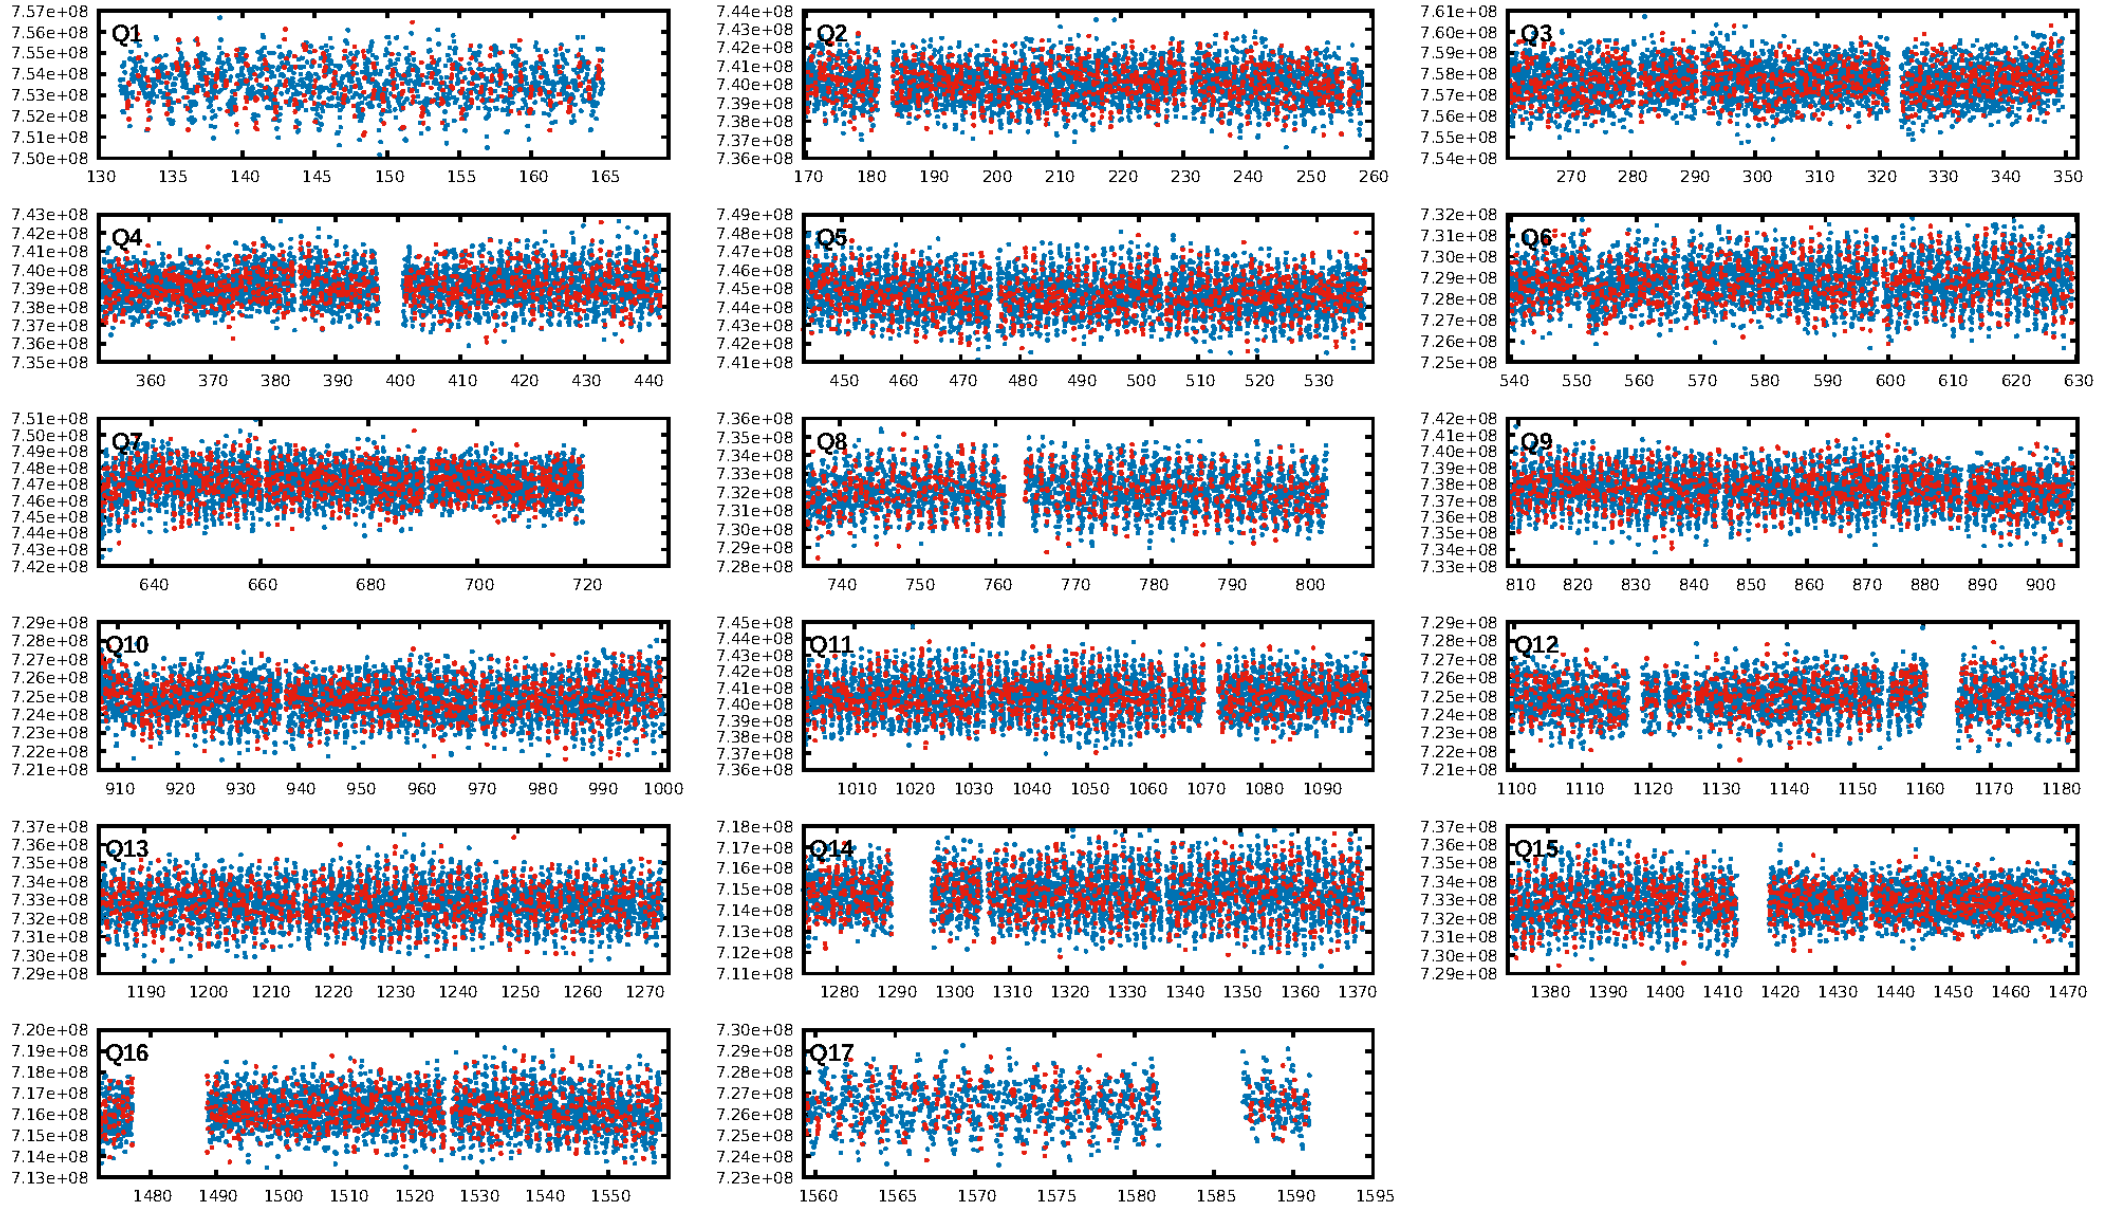 7.57e+08
7.56e+08
7.55e+08
7.54e+08
7.53e+08
7.52e+08
7.51e+08
7.50e+08
Q1
130 135 140 145 150 155 160 165
7.44e+08
7.43e+08
7.42e+08
7.41e+08
7.40e+08
7.39e+08
7.38e+08
7.37e+08
7.36e+08
Q2
170 180 190 200 210 220 230 240 250 260
7.61e+08
7.60e+08
7.59e+08
7.58e+08
7.57e+08
7.56e+08
7.55e+08
7.54e+08
Q3
270 280 290 300 310 320 330 340 350
7.43e+08
7.42e+08
7.41e+08
7.40e+08
7.39e+08
7.38e+08
7.37e+08
7.36e+08
7.35e+08
Q4
360 370 380 390 400 410 420 430 440
7.49e+08
7.48e+08
7.47e+08
7.46e+08
7.45e+08
7.44e+08
7.43e+08
7.42e+08
7.41e+08
Q5
450 460 470 480 490 500 510 520 530
7.32e+08
7.31e+08
7.30e+08
7.29e+08
7.28e+08
7.27e+08
7.26e+08
7.25e+08
Q6
540 550 560 570 580 590 600 610 620 630
7.51e+08
7.50e+08
7.49e+08
7.48e+08
7.47e+08
7.46e+08
7.45e+08
7.44e+08
7.43e+08
7.42e+08
Q7
640 660 680 700 720
7.36e+08
7.35e+08
7.34e+08
7.33e+08
7.32e+08
7.31e+08
7.30e+08
7.29e+08
7.28e+08
Q8
740 750 760 770 780 790 800
7.42e+08
7.41e+08
7.40e+08
7.39e+08
7.38e+08
7.37e+08
7.36e+08
7.35e+08
7.34e+08
7.33e+08
Q9
810 820 830 840 850 860 870 880 890 900
7.29e+08
7.28e+08
7.27e+08
7.26e+08
7.25e+08
7.24e+08
7.23e+08
7.22e+08
7.21e+08
Q10
910 920 930 940 950 960 970 980 990 1000
7.45e+08
7.44e+08
7.43e+08
7.42e+08
7.41e+08
7.40e+08
7.39e+08
7.38e+08
7.37e+08
7.36e+08
Q11
1010 1020 1030 1040 1050 1060 1070 1080 1090
7.29e+08
7.28e+08
7.27e+08
7.26e+08
7.25e+08
7.24e+08
7.23e+08
7.22e+08
7.21e+08
Q12
1100 1110 1120 1130 1140 1150 1160 1170 1180
7.37e+08
7.36e+08
7.35e+08
7.34e+08
7.33e+08
7.32e+08
7.31e+08
7.30e+08
7.29e+08
Q13
1190 1200 1210 1220 1230 1240 1250 1260 1270
7.18e+08
7.17e+08
7.16e+08
7.15e+08
7.14e+08
7.13e+08
7.12e+08
7.11e+08
Q14
1280 1290 1300 1310 1320 1330 1340 1350 1360 1370
7.37e+08
7.36e+08
7.35e+08
7.34e+08
7.33e+08
7.32e+08
7.31e+08
7.30e+08
7.29e+08
Q15
1380 1390 1400 1410 1420 1430 1440 1450 1460 1470
7.20e+08
7.19e+08
7.18e+08
7.17e+08
7.16e+08
7.15e+08
7.14e+08
7.13e+08
Q16
1480 1490 1500 1510 1520 1530 1540 1550
7.30e+08
7.29e+08
7.28e+08
7.27e+08
7.26e+08
7.25e+08
7.24e+08
7.23e+08
Q17
1560 1565 1570 1575 1580 1585 1590 1595